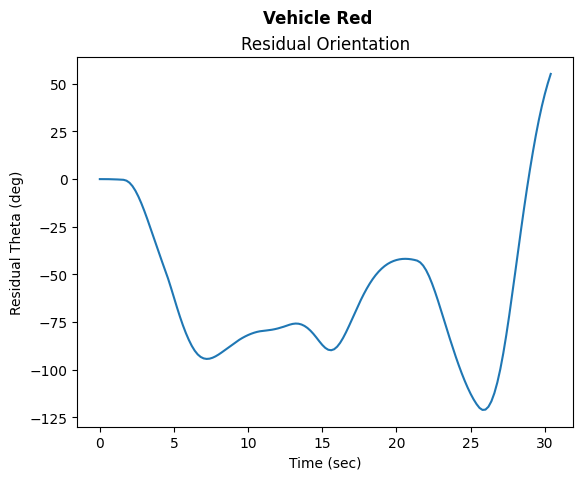 Vehicle Red
Residual Orientation
50
25
0
−25
−50
−75
−100
−125
Residual Theta (deg)
0 5 10 15 20 25 30
Time (sec)